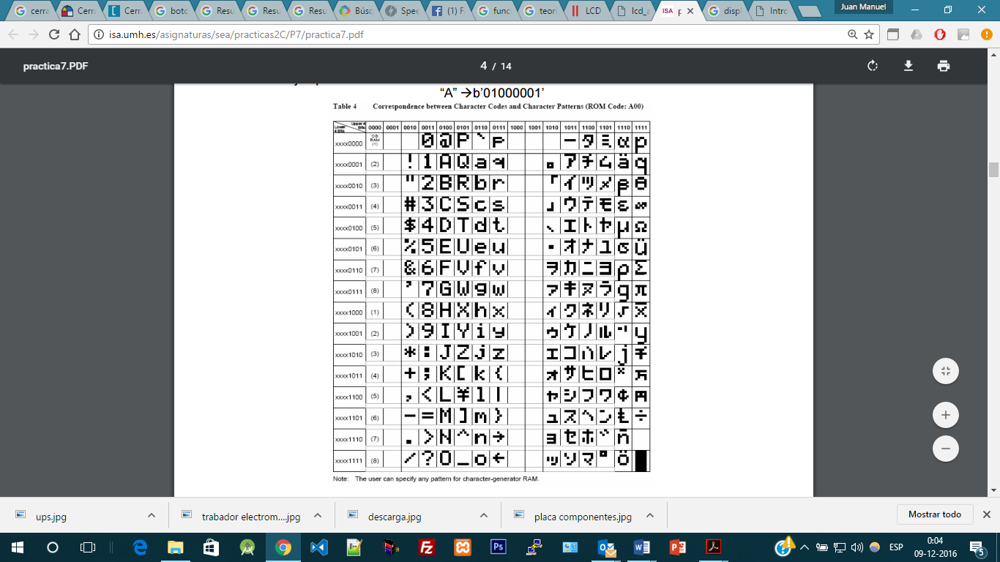 cerra Cerra Cerr boto Resu Resu Resu Búsc Spee (1) F func teor LCD lcd_a ISA p displ Intro Juan Manuel
isa.umh.es/asignaturas/sea/practicas2C/P7/practica7.pdf
practica7.PDF 4 / 14
“A” →b’01000001’
Table 4 Correspondence between Character Codes and Character Patterns (ROM Code: A00)
Lower 4 Bits Upper 4 Bits 0000 0001 0010 0011 0100 0101 0110 0111 1000 1001 1010 1011 1100 1101 1110 1111
xxxx0000 CG RAM (1) 0 @ P ` p ー タ ミ α p
xxxx0001 (2) ! 1 A Q a q 。 ア チ ム ä q
xxxx0010 (3) " 2 B R b r 「 イ ツ メ β θ
xxxx0011 (4) # 3 C S c s 」 ウ テ モ ε ∞
xxxx0100 (5) $ 4 D T d t 、 エ ト ヤ μ Ω
xxxx0101 (6) % 5 E U e u ・ オ ナ ユ σ ü
xxxx0110 (7) & 6 F V f v ヲ カ ニ ヨ ρ Σ
xxxx0111 (8) ' 7 G W g w ァ キ ヌ ラ g π
xxxx1000 (1) ( 8 H X h x ィ ク ネ リ √ x̄
xxxx1001 (2) ) 9 I Y i y ゥ ケ ノ ル ⁻¹ y
xxxx1010 (3) * : J Z j z ェ コ ハ レ j 千
xxxx1011 (4) + ; K [ k { ォ サ ヒ ロ ˣ 万
xxxx1100 (5) , < L ¥ l | ャ シ フ ワ ¢ 円
xxxx1101 (6) - = M ] m } ュ ス ヘ ン ₺ ÷
xxxx1110 (7) . > N ^ n → ョ セ ホ ゛ ñ
xxxx1111 (8) / ? O _ o ← ッ ソ マ ゜ ö █
Note: The user can specify any pattern for character-generator RAM.
ups.jpg trabador electrom....jpg descarga.jpg placa componentes.jpg Mostrar todo
ESP 0:04
09-12-2016 5